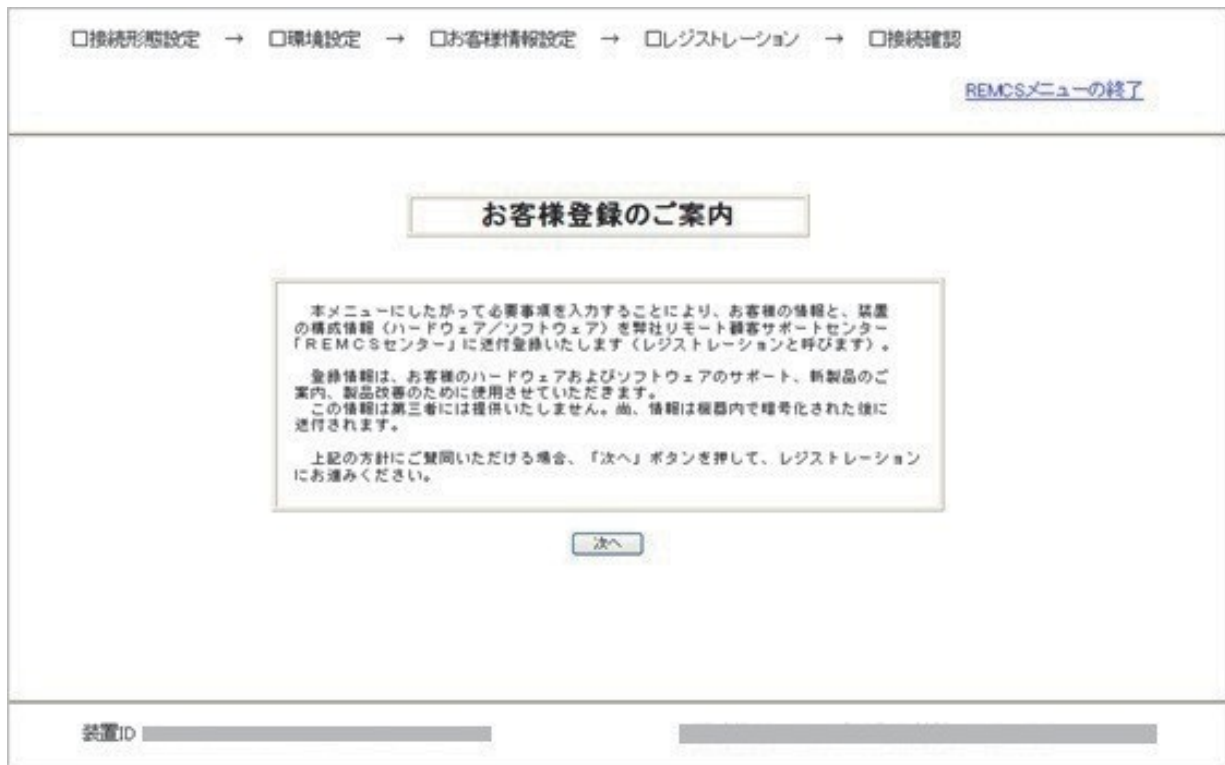 □接続形態設定 → □環境設定 → □お客様情報設定 → □レジストレーション → □接続確認
REMCSメニューの終了
お客様登録のご案内
本メニューにしたがって必要事項を入力することにより、お客様の情報と、装置
の構成情報（ハードウェア／ソフトウェア）を弊社リモート顧客サポートセンター
「ＲＥＭＣＳセンター」に送付登録いたします（レジストレーションと呼びます）。
登録情報は、お客様のハードウェアおよびソフトウェアのサポート、新製品のご
案内、製品改善のために使用させていただきます。
この情報は第三者には提供いたしません。尚、情報は機器内で暗号化された後に
送付されます。
上記の方針にご賛同いただける場合、「次へ」ボタンを押して、レジストレーション
にお進みください。
次へ
装置ID